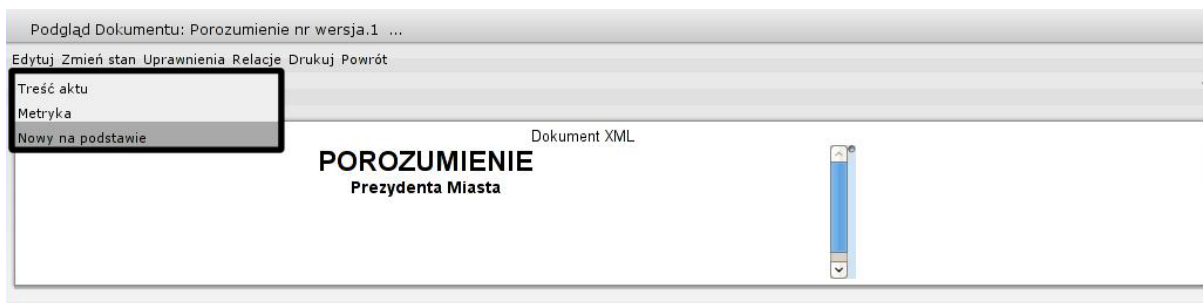 Podgląd Dokumentu: Porozumienie nr wersja.1 ...
Edytuj Zmień stan Uprawnienia Relacje Drukuj Powrót
Treść aktu
Metryka
Nowy na podstawie
Dokument XML
POROZUMIENIE
Prezydenta Miasta